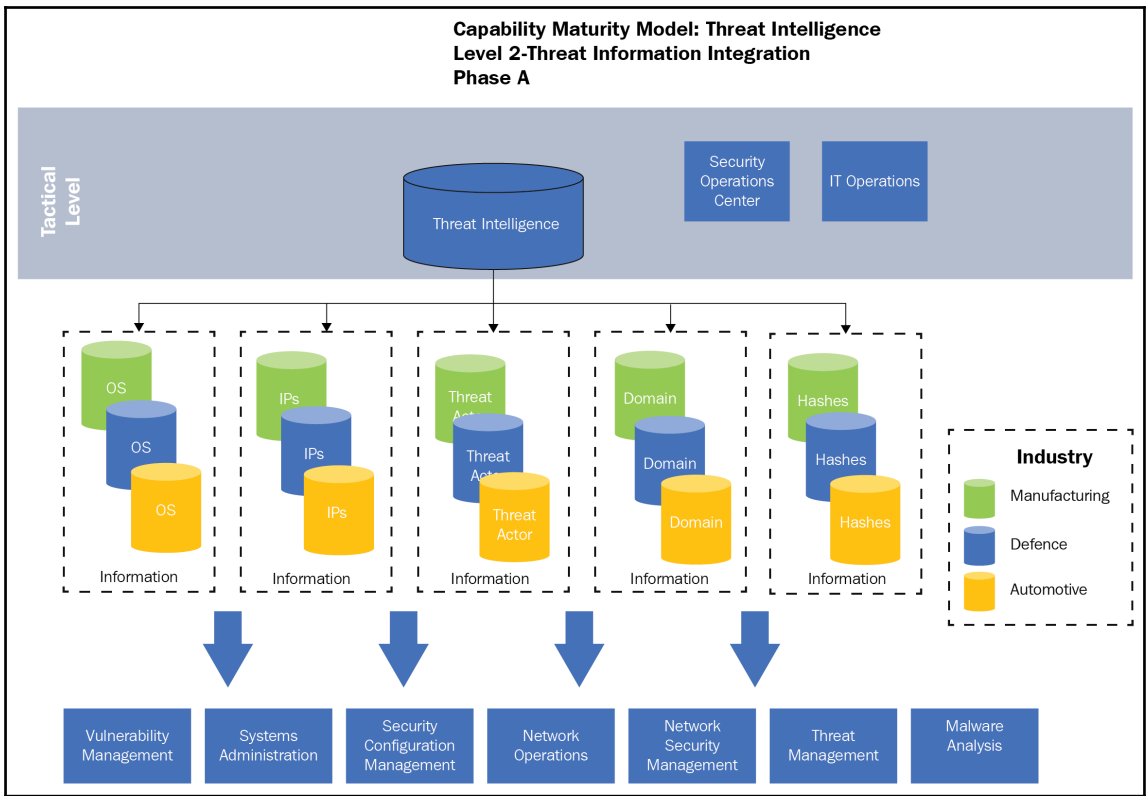 Capability Maturity Model: Threat Intelligence
Level 2-Threat Information Integration
Phase A
Tactical
Level
Threat Intelligence
Security
Operations
Center
IT Operations
OS
OS
OS
Information
IPs
IPs
IPs
Information
Threat
Actor
Threat
Actor
Threat
Actor
Information
Domain
Domain
Domain
Information
Hashes
Hashes
Hashes
Information
Industry
Manufacturing
Defence
Automotive
Vulnerability
Management
Systems
Administration
Security
Configuration
Management
Network
Operations
Network
Security
Management
Threat
Management
Malware
Analysis